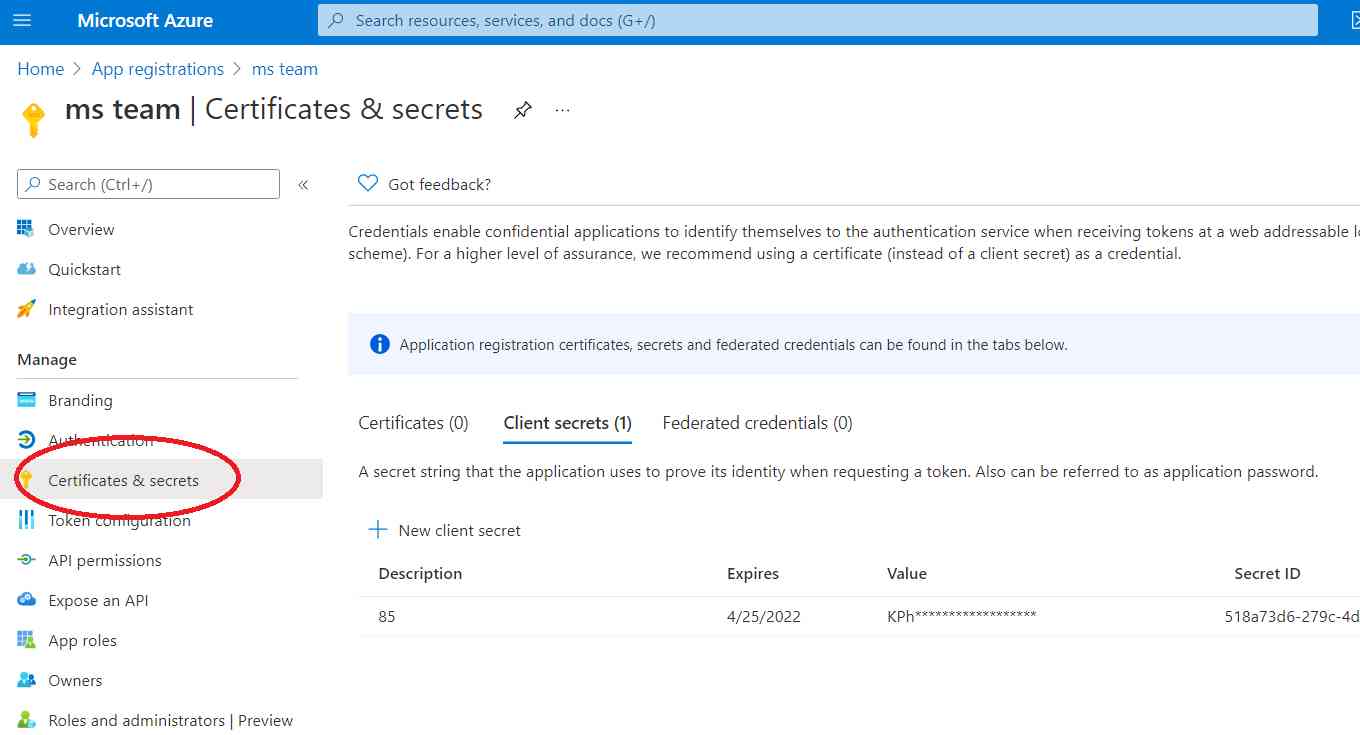 Microsoft Azure
Search resources, services, and docs (G+/)
Home > App registrations > ms team
ms team | Certificates & secrets
Search (Ctrl+/)
«
Overview
Quickstart
Integration assistant
Manage
Branding
Authentication
Certificates & secrets
Token configuration
API permissions
Expose an API
App roles
Owners
Roles and administrators | Preview
Got feedback?
Credentials enable confidential applications to identify themselves to the authentication service when receiving tokens at a web addressable
scheme). For a higher level of assurance, we recommend using a certificate (instead of a client secret) as a credential.
Application registration certificates, secrets and federated credentials can be found in the tabs below.
Certificates (0) Client secrets (1) Federated credentials (0)
A secret string that the application uses to prove its identity when requesting a token. Also can be referred to as application password.
New client secret
Description Expires Value Secret ID
85 4/25/2022 KPh****************** 518a73d6-279c-4d